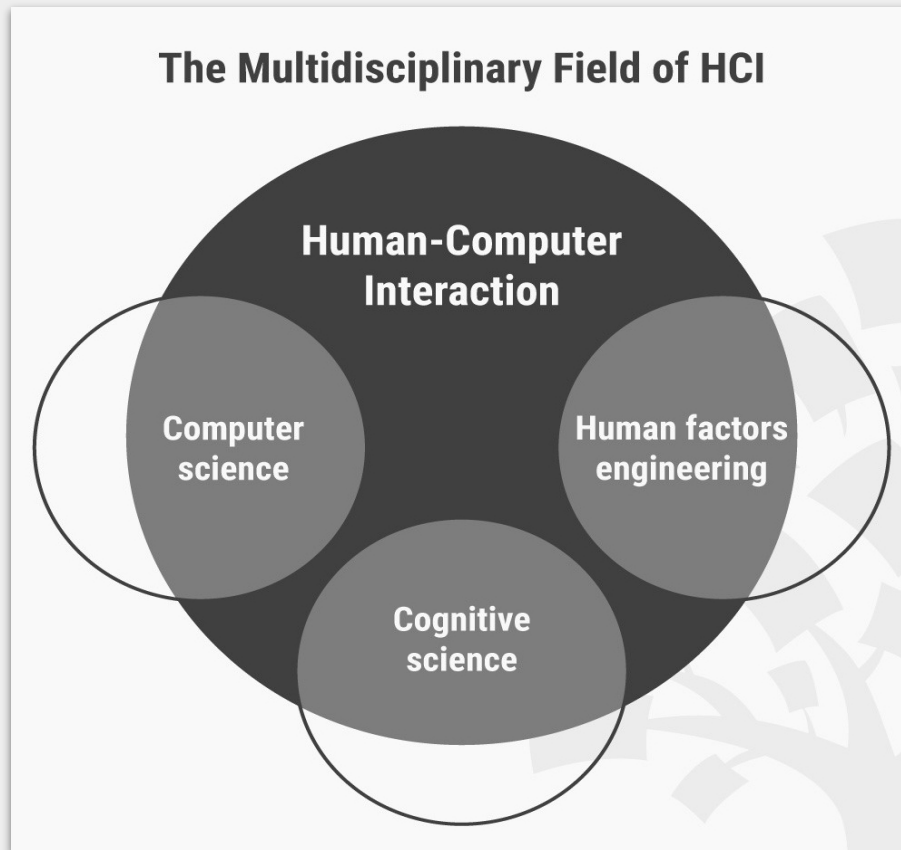 The Multidisciplinary Field of HCI
Human-Computer
Interaction
Computer
science
Human factors
engineering
Cognitive
science